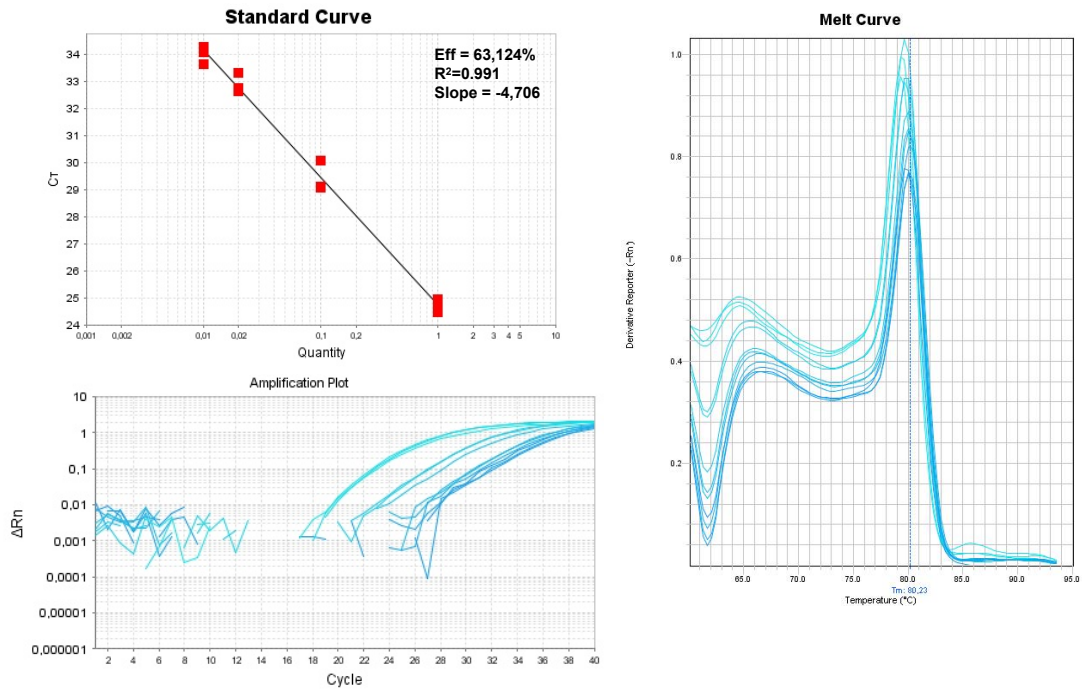 Standard Curve
Eff = 63,124%
R²=0.991
Slope = -4,706
34
33
32
31
30
29
28
27
26
25
24
CT
0,001 0,002 0,01 0,02 0,1 0,2 1 2 3 4 5 10
Quantity
Amplification Plot
10
1
0,1
0,01
0,001
0,0001
0,00001
0,000001
ΔRn
2 4 6 8 10 12 14 16 18 20 22 24 26 28 30 32 34 36 38 40
Cycle
Melt Curve
1.0
0.8
0.6
0.4
0.2
Derivative Reporter (-Rn)
65.0 70.0 75.0 80.0 85.0 90.0 95.0
Tm: 80,23
Temperature (°C)